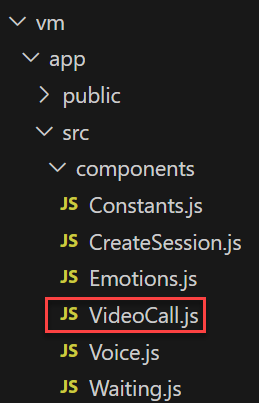 vm
app
public
src
components
JS Constants.js
JS CreateSession.js
JS Emotions.js
JS VideoCall.js
JS Voice.js
JS Waiting.js